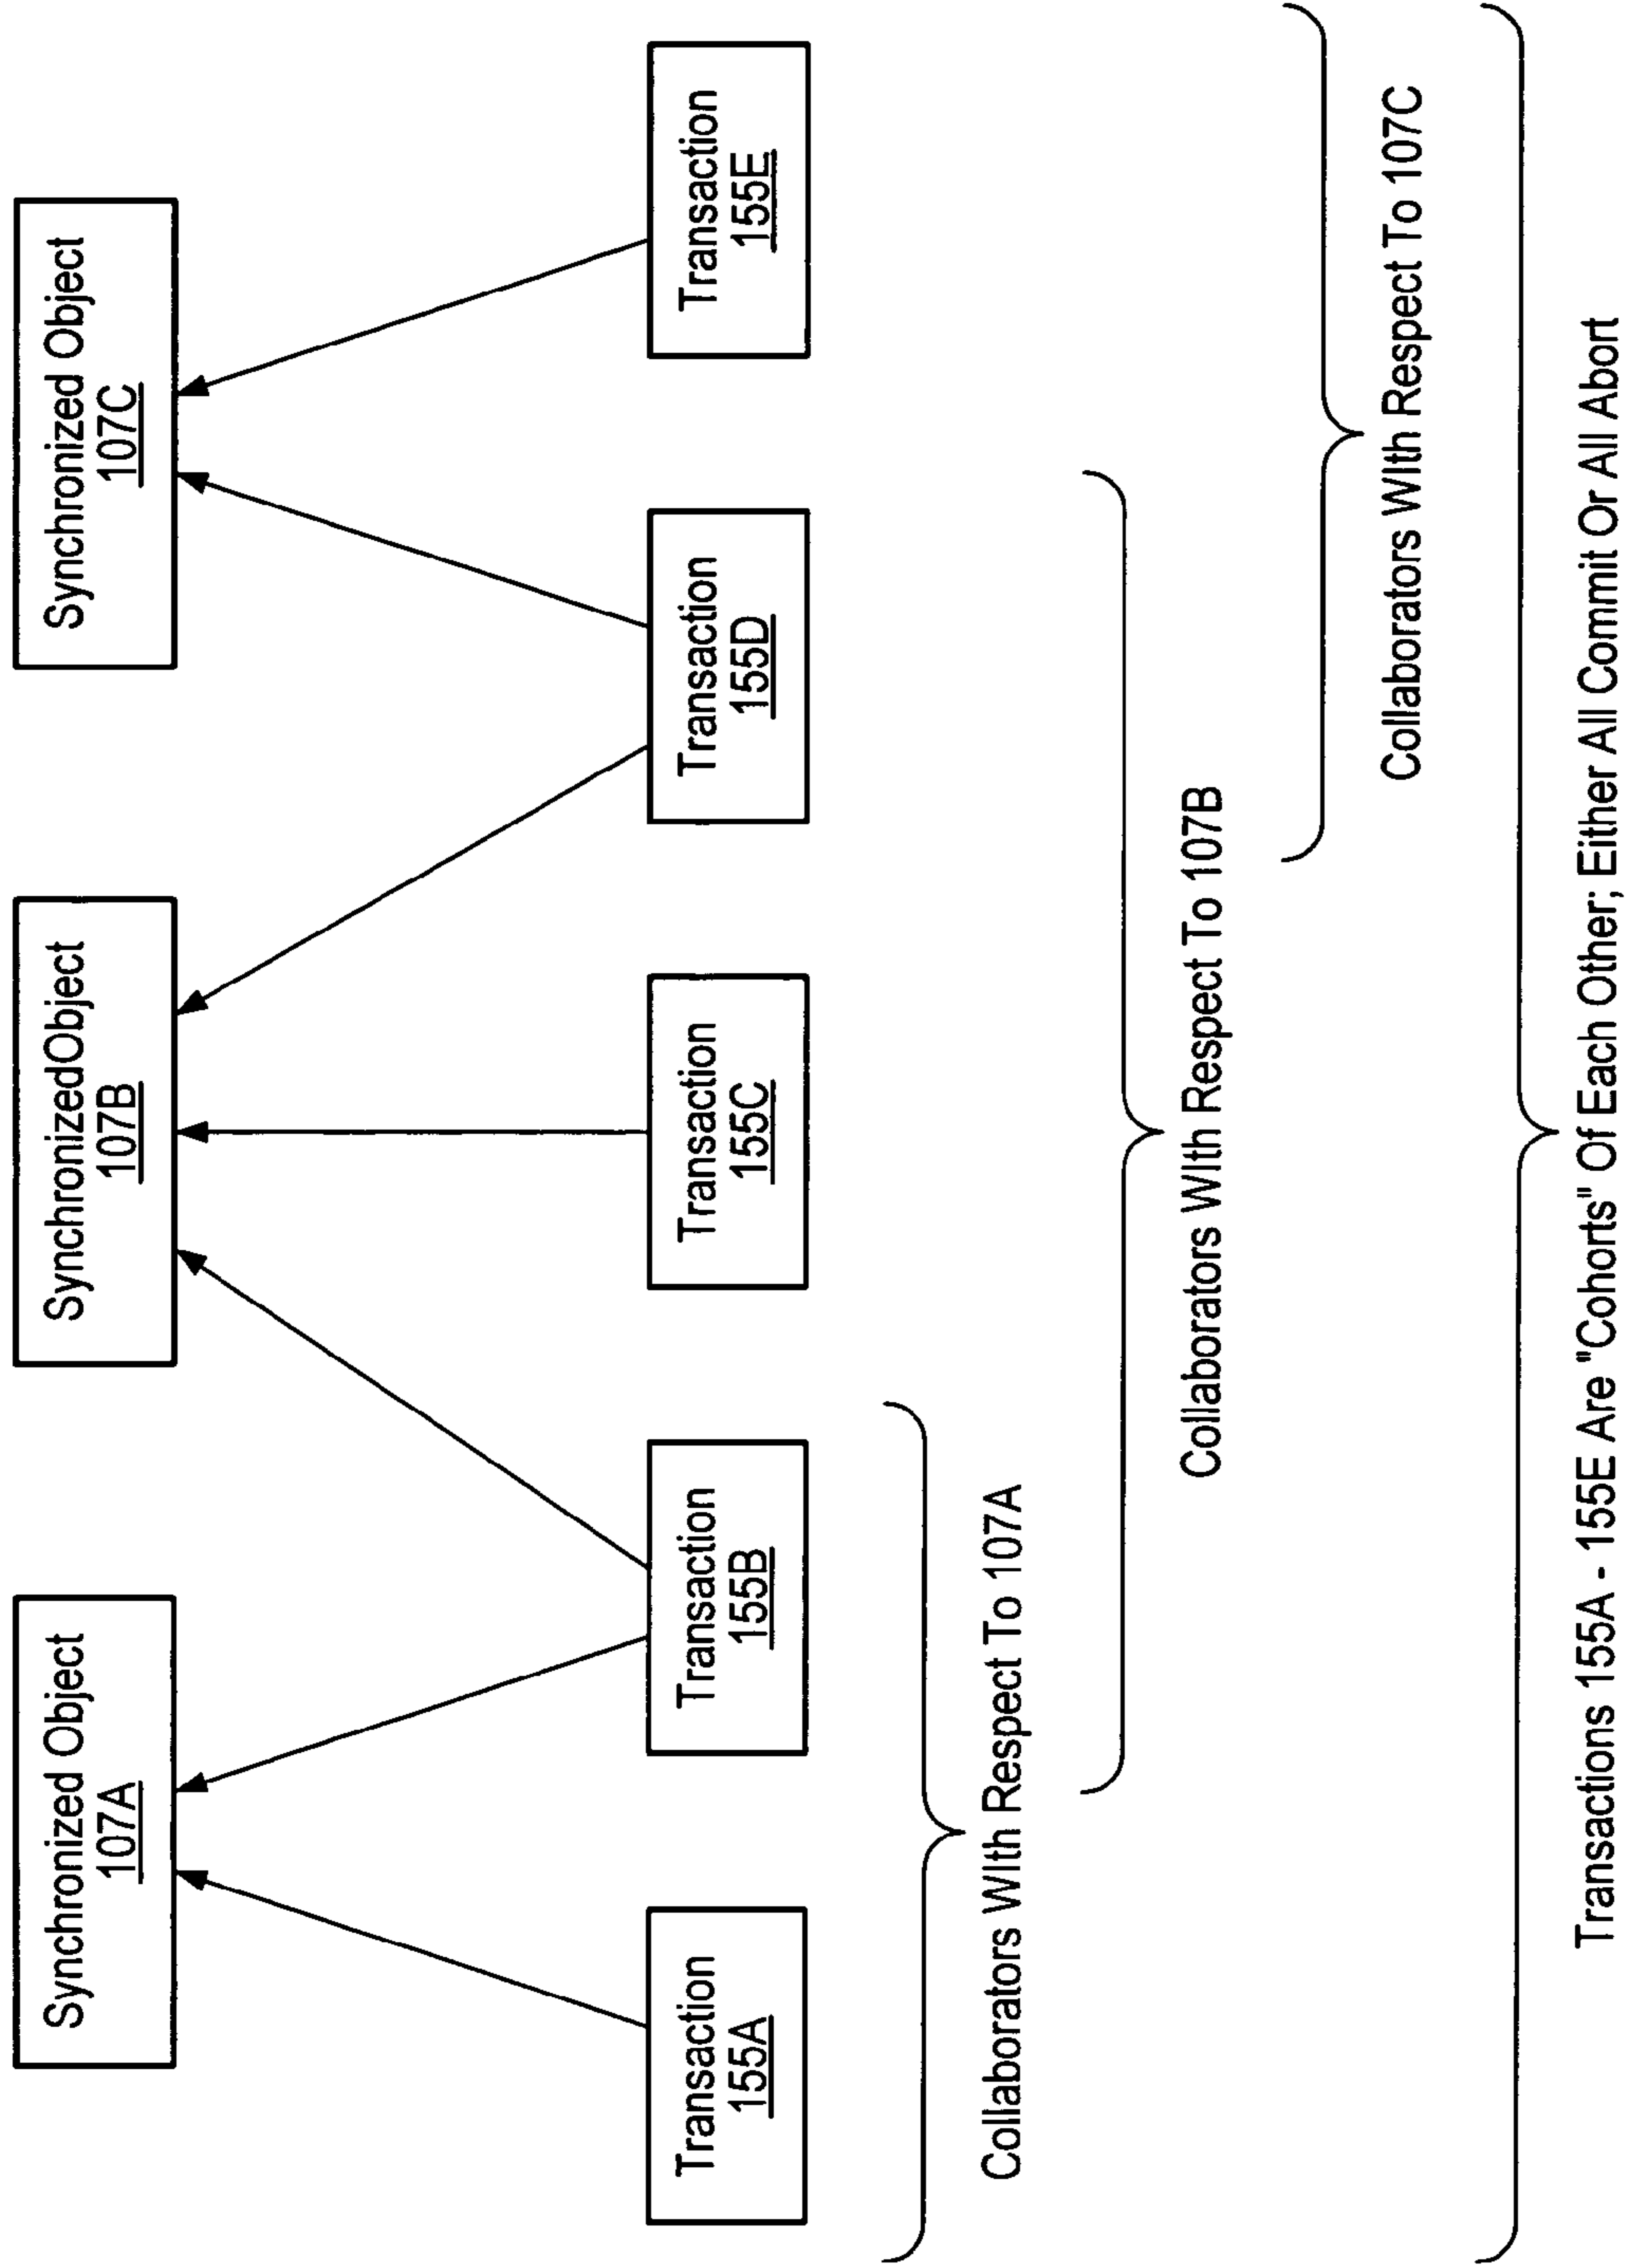 Synchronized Object
107A
SynchronizedObject
107B
Synchronized Object
107C
Transaction
155A
Transaction
155B
Transaction
155C
Transaction
155D
Transaction
155E
Collaborators WIth Respect To 107A
Collaborators WIth Respect To 107B
Collaborators WIth Respect To 107C
Transactions 155A - 155E Are "Cohorts" Of Each Other; Either All Commit Or All Abort